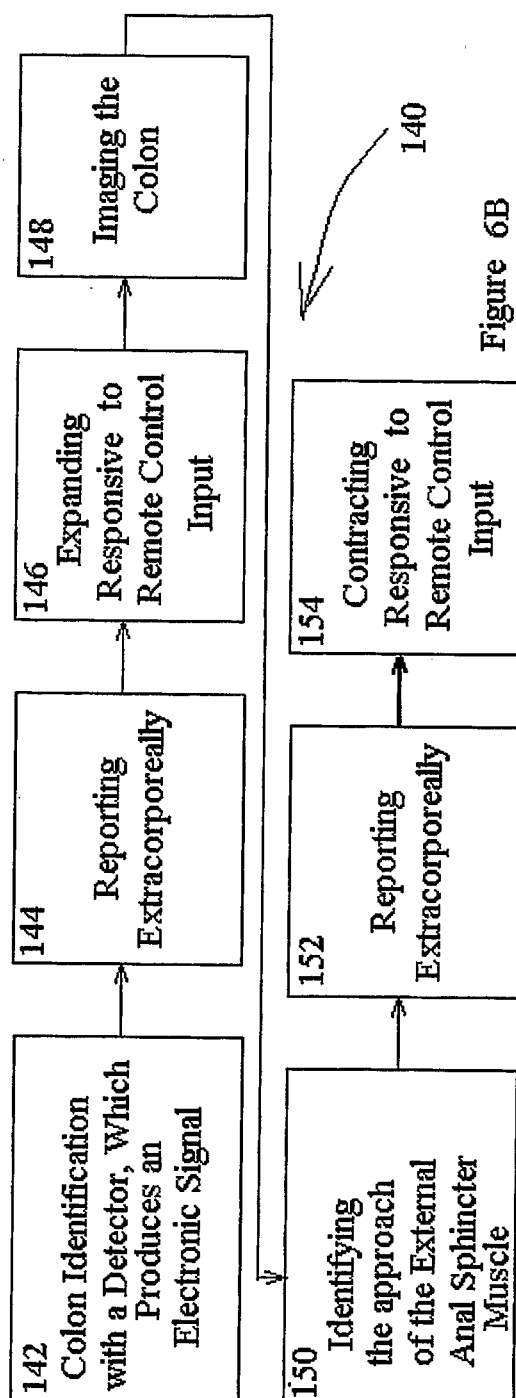 142
Colon Identification
with a Detector, Which
Produces an
Electronic Signal
144
Reporting
Extracorporeally
146
Expanding
Responsive to
Remote Control
Input
148
Imaging the
Colon
150
Identifying
the approach
of the External
Anal Sphincter
Muscle
152
Reporting
Extracorporeally
154
Contracting
Responsive to
Remote Control
Input
140
Figure 6B